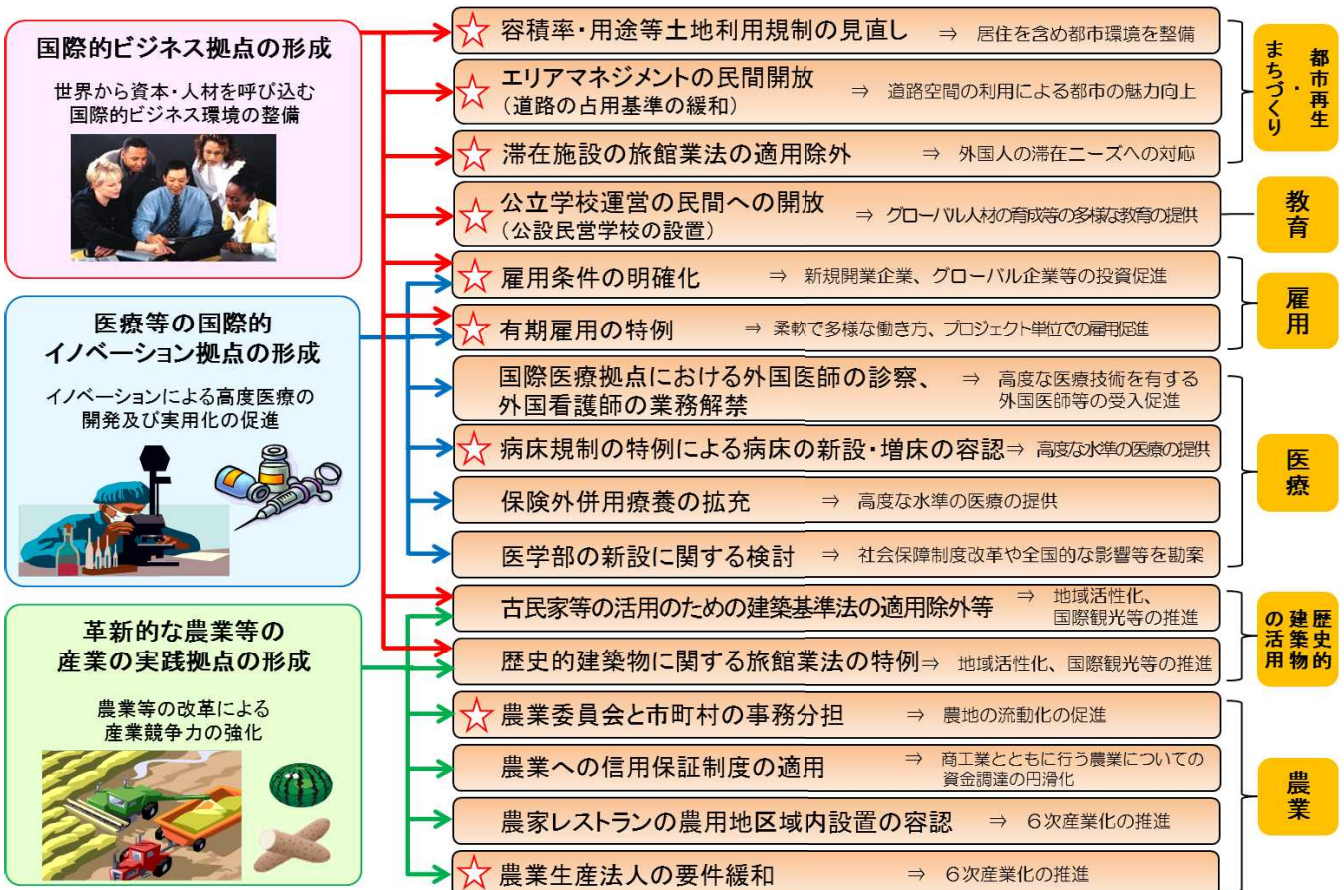 国際的ビジネス拠点の形成
世界から資本・人材を呼び込む
国際的ビジネス環境の整備
医療等の国際的
イノベーション拠点の形成
イノベーションによる高度医療の
開発及び実用化の促進
革新的な農業等の
産業の実践拠点の形成
農業等の改革による
産業競争力の強化
☆ 容積率・用途等土地利用規制の見直し ⇒ 居住を含め都市環境を整備
☆ エリアマネジメントの民間開放 ⇒ 道路空間の利用による都市の魅力向上
（道路の占用基準の緩和）
☆ 滞在施設の旅館業法の適用除外 ⇒ 外国人の滞在ニーズへの対応
都市再生・
まちづくり
☆ 公立学校運営の民間への開放 ⇒ グローバル人材の育成等の多様な教育の提供
（公設民営学校の設置）
教育
☆ 雇用条件の明確化 ⇒ 新規開業企業、グローバル企業等の投資促進
☆ 有期雇用の特例 ⇒ 柔軟で多様な働き方、プロジェクト単位での雇用促進
雇用
国際医療拠点における外国医師の診察、 ⇒ 高度な医療技術を有する
外国看護師の業務解禁 外国医師等の受入促進
☆ 病床規制の特例による病床の新設・増床の容認⇒ 高度な水準の医療の提供
保険外併用療養の拡充 ⇒ 高度な水準の医療の提供
医学部の新設に関する検討 ⇒ 社会保障制度改革や全国的な影響等を勘案
医療
古民家等の活用のための建築基準法の適用除外等 ⇒ 地域活性化、
国際観光等の推進
歴史的建築物に関する旅館業法の特例⇒ 地域活性化、国際観光等の推進
歴史的
建築物
の活用
☆ 農業委員会と市町村の事務分担 ⇒ 農地の流動化の促進
農業への信用保証制度の適用 ⇒ 商工業とともに行う農業についての
資金調達の円滑化
農家レストランの農用地区域内設置の容認 ⇒ ６次産業化の推進
☆ 農業生産法人の要件緩和 ⇒ ６次産業化の推進
農業